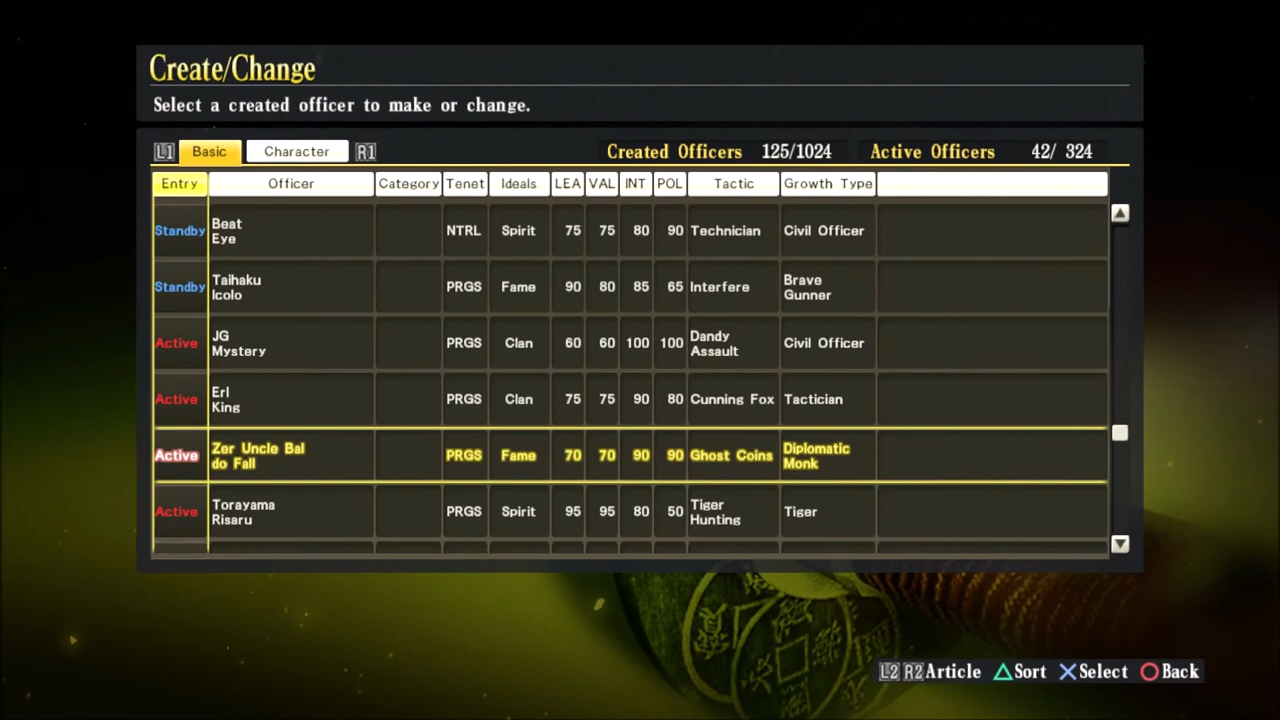 Create/Change
Select a created officer to make or change.
L1 Basic Character R1 Created Officers 125/1024 Active Officers 42/ 324
Entry Officer Category Tenet Ideals LEA VAL INT POL Tactic Growth Type
Standby Beat Eye NTRL Spirit 75 75 80 90 Technician Civil Officer
Standby Taihaku Icolo PRGS Fame 90 80 85 65 Interfere Brave Gunner
Active JG Mystery PRGS Clan 60 60 100 100 Dandy Assault Civil Officer
Active Erl King PRGS Clan 75 75 90 80 Cunning Fox Tactician
Active Zer Uncle Bal do Fall PRGS Fame 70 70 90 90 Ghost Coins Diplomatic Monk
Active Torayama Risaru PRGS Spirit 95 95 80 50 Tiger Hunting Tiger
L2 R2 Article Sort Select Back